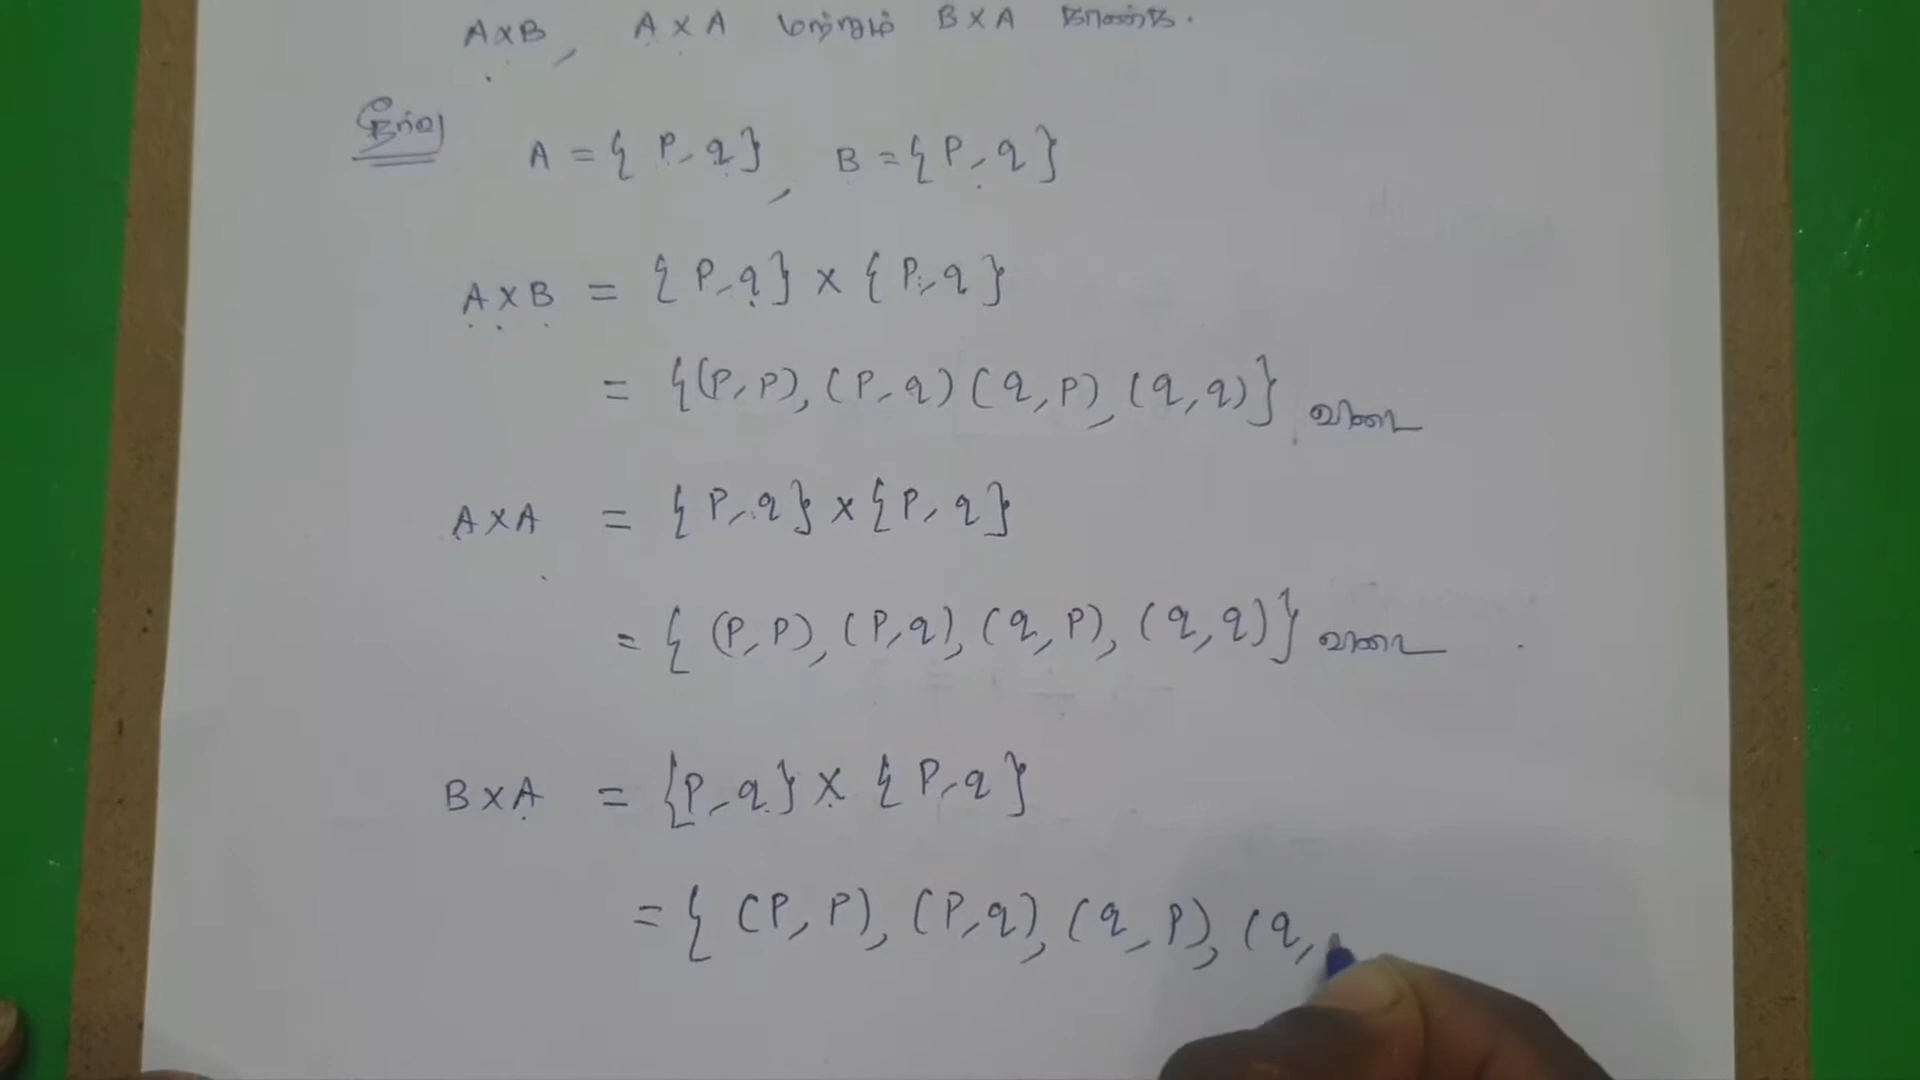 A×B, A×A மற்றும் B×A காண்க.
தீர்வு
A = { P, q }, B = { P, q }
A×B = { P, q } × { P, q }
= {(P, P), (P, q) (q, P), (q, q)} விடை
A×A = { P, q } × { P, q }
= { (P, P), (P, q), (q, P), (q, q)} விடை
B×A = {P, q} × { P, q }
= { (P, P), (P, q), (q, P), (q,